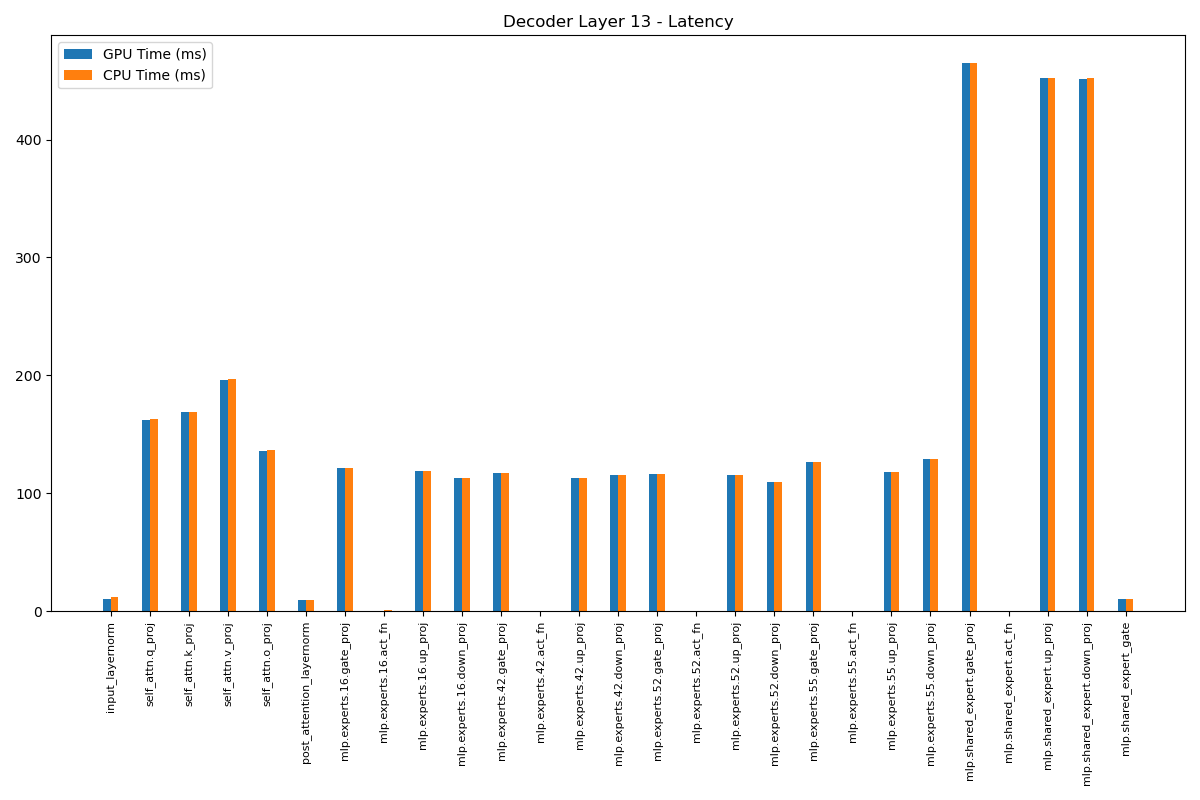 Decoder Layer 13 - Latency
GPU Time (ms)
CPU Time (ms)
400
300
200
100
0
input_layernorm
self_attn.q_proj
self_attn.k_proj
self_attn.v_proj
self_attn.o_proj
post_attention_layernorm
mlp.experts.16.gate_proj
mlp.experts.16.act_fn
mlp.experts.16.up_proj
mlp.experts.16.down_proj
mlp.experts.42.gate_proj
mlp.experts.42.act_fn
mlp.experts.42.up_proj
mlp.experts.42.down_proj
mlp.experts.52.gate_proj
mlp.experts.52.act_fn
mlp.experts.52.up_proj
mlp.experts.52.down_proj
mlp.experts.55.gate_proj
mlp.experts.55.act_fn
mlp.experts.55.up_proj
mlp.experts.55.down_proj
mlp.shared_expert.gate_proj
mlp.shared_expert.act_fn
mlp.shared_expert.up_proj
mlp.shared_expert.down_proj
mlp.shared_expert_gate